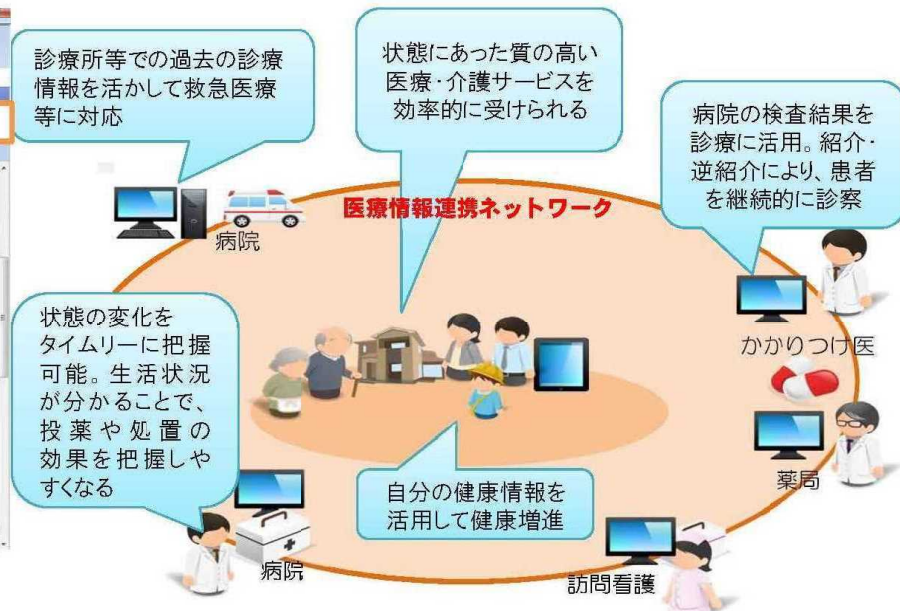 診療所等での過去の診療
情報を活かして救急医療
等に対応
状態にあった質の高い
医療・介護サービスを
効率的に受けられる
病院の検査結果を
診療に活用。紹介・
逆紹介により、患者
を継続的に診察
医療情報連携ネットワーク
病院
状態の変化を
タイムリーに把握
可能。生活状況
が分かることで、
投薬や処置の
効果を把握しや
すくなる
かかりつけ医
薬局
自分の健康情報を
活用して健康増進
病院
訪問看護